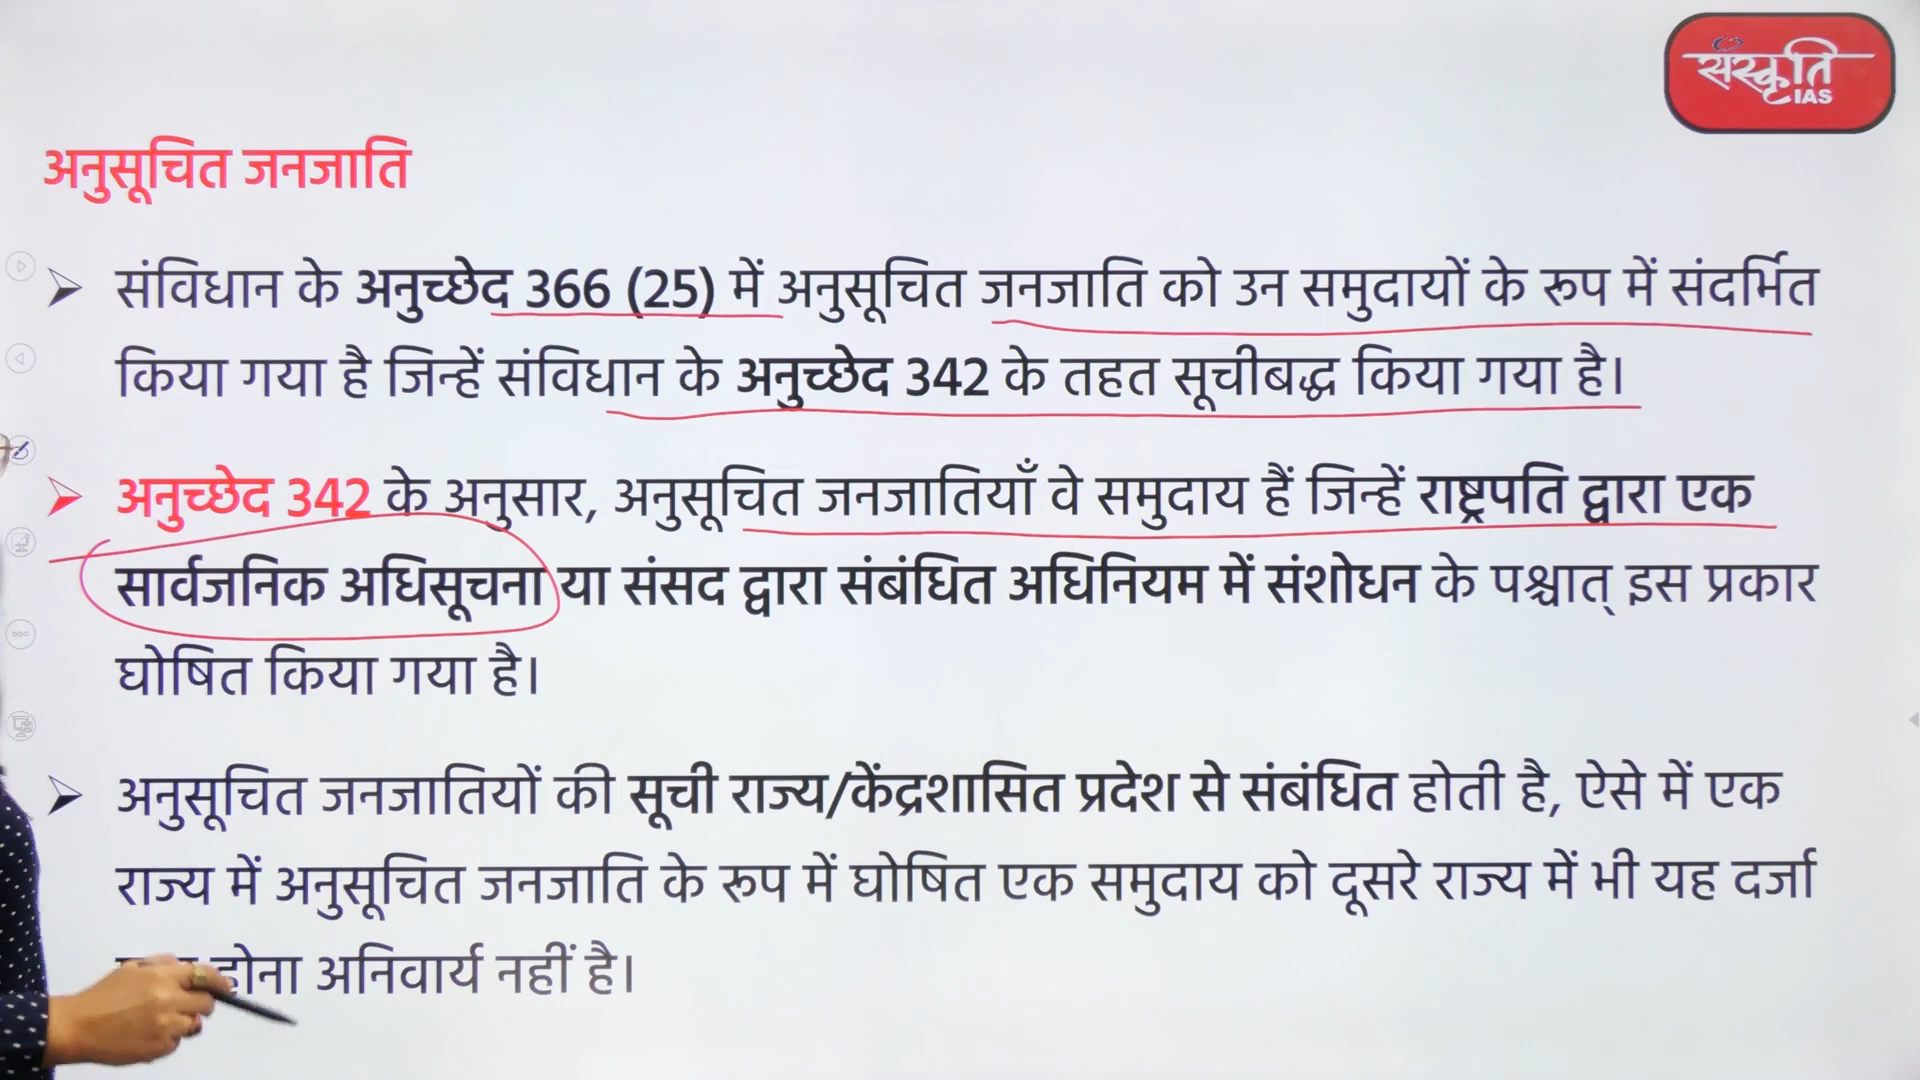 संस्कृति
IAS
अनुसूचित जनजाति
संविधान के अनुच्छेद 366 (25) में अनुसूचित जनजाति को उन समुदायों के रूप में संदर्भित
किया गया है जिन्हें संविधान के अनुच्छेद 342 के तहत सूचीबद्ध किया गया है।
अनुच्छेद 342 के अनुसार, अनुसूचित जनजातियाँ वे समुदाय हैं जिन्हें राष्ट्रपति द्वारा एक
सार्वजनिक अधिसूचना या संसद द्वारा संबंधित अधिनियम में संशोधन के पश्चात् इस प्रकार
घोषित किया गया है।
अनुसूचित जनजातियों की सूची राज्य/केंद्रशासित प्रदेश से संबंधित होती है, ऐसे में एक
राज्य में अनुसूचित जनजाति के रूप में घोषित एक समुदाय को दूसरे राज्य में भी यह दर्जा
होना अनिवार्य नहीं है।